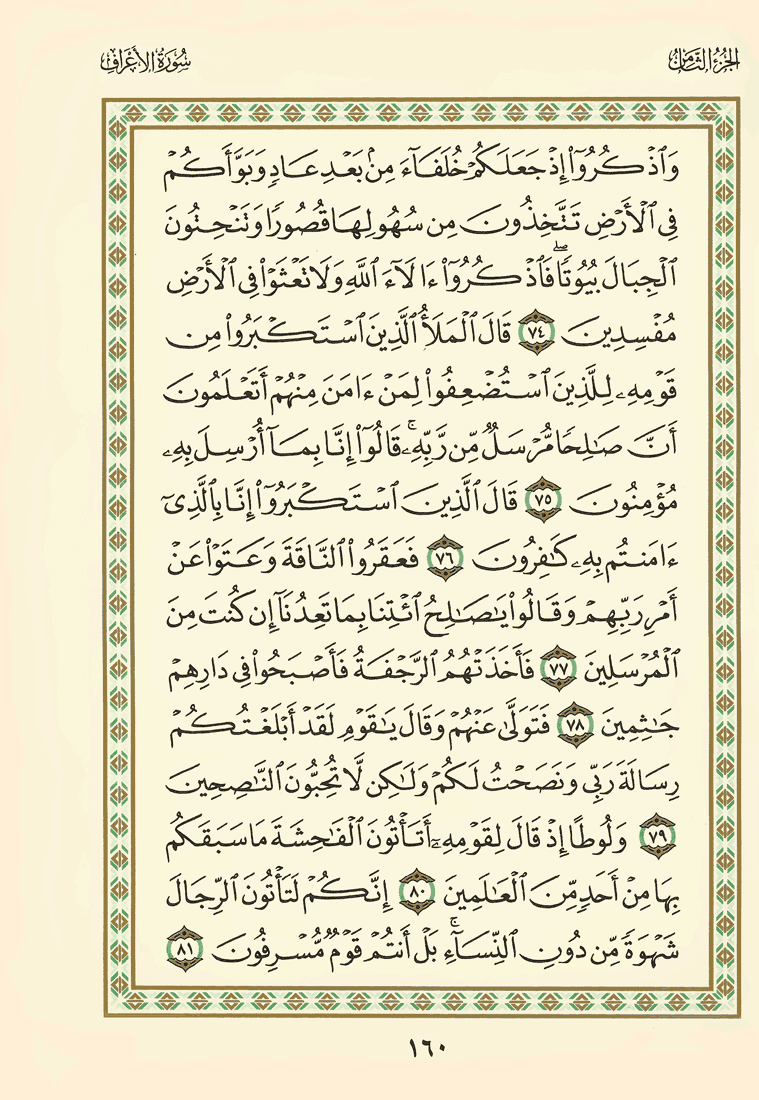 الجزء الثامن
سورة الأعراف
وَٱذۡكُرُوٓاْ إِذۡ جَعَلَكُمۡ خُلَفَآءَ مِنۢ بَعۡدِ عَادٖ وَبَوَّأَكُمۡ
فِي ٱلۡأَرۡضِ تَتَّخِذُونَ مِن سُهُولِهَا قُصُورٗا وَتَنۡحِتُونَ
ٱلۡجِبَالَ بُيُوتٗاۖ فَٱذۡكُرُوٓاْ ءَالَآءَ ٱللَّهِ وَلَا تَعۡثَوۡاْ فِي ٱلۡأَرۡضِ
مُفۡسِدِينَ ٧٤ قَالَ ٱلۡمَلَأُ ٱلَّذِينَ ٱسۡتَكۡبَرُواْ مِن
قَوۡمِهِۦ لِلَّذِينَ ٱسۡتُضۡعِفُواْ لِمَنۡ ءَامَنَ مِنۡهُمۡ أَتَعۡلَمُونَ
أَنَّ صَٰلِحٗا مُّرۡسَلٞ مِّن رَّبِّهِۦۚ قَالُوٓاْ إِنَّا بِمَآ أُرۡسِلَ بِهِۦ
مُؤۡمِنُونَ ٧٥ قَالَ ٱلَّذِينَ ٱسۡتَكۡبَرُوٓاْ إِنَّا بِٱلَّذِيٓ
ءَامَنتُم بِهِۦ كَٰفِرُونَ ٧٦ فَعَقَرُواْ ٱلنَّاقَةَ وَعَتَوۡاْ عَنۡ
أَمۡرِ رَبِّهِمۡ وَقَالُواْ يَٰصَٰلِحُ ٱئۡتِنَا بِمَا تَعِدُنَآ إِن كُنتَ مِنَ
ٱلۡمُرۡسَلِينَ ٧٧ فَأَخَذَتۡهُمُ ٱلرَّجۡفَةُ فَأَصۡبَحُواْ فِي دَارِهِمۡ
جَٰثِمِينَ ٧٨ فَتَوَلَّىٰ عَنۡهُمۡ وَقَالَ يَٰقَوۡمِ لَقَدۡ أَبۡلَغۡتُكُمۡ
رِسَالَةَ رَبِّي وَنَصَحۡتُ لَكُمۡ وَلَٰكِن لَّا تُحِبُّونَ ٱلنَّٰصِحِينَ
٧٩ وَلُوطًا إِذۡ قَالَ لِقَوۡمِهِۦٓ أَتَأۡتُونَ ٱلۡفَٰحِشَةَ مَا سَبَقَكُم
بِهَا مِنۡ أَحَدٖ مِّنَ ٱلۡعَٰلَمِينَ ٨٠ إِنَّكُمۡ لَتَأۡتُونَ ٱلرِّجَالَ
شَهۡوَةٗ مِّن دُونِ ٱلنِّسَآءِۚ بَلۡ أَنتُمۡ قَوۡمٞ مُّسۡرِفُونَ ٨١
١٦٠